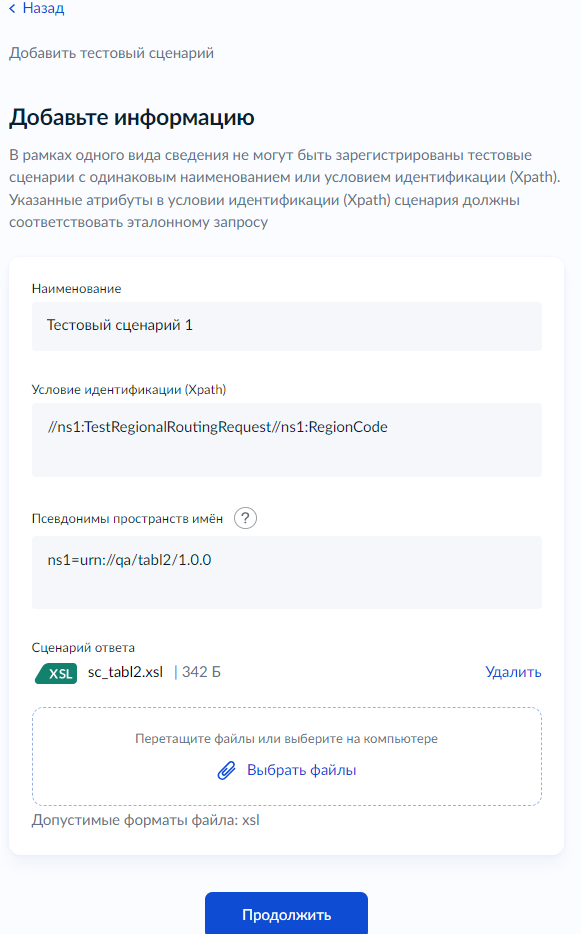 Назад
Добавить тестовый сценарий
Добавьте информацию
В рамках одного вида сведения не могут быть зарегистрированы тестовые
сценарии с одинаковым наименованием или условием идентификации (Xpath).
Указанные атрибуты в условии идентификации (Xpath) сценария должны
соответствовать эталонному запросу
Наименование
Тестовый сценарий 1
Условие идентификации (Xpath)
//ns1:TestRegionalRoutingRequest//ns1:RegionCode
Псевдонимы пространств имён ?
ns1=urn://qa/tabl2/1.0.0
Сценарий ответа
XSL sc_tabl2.xsl | 342 Б Удалить
Перетащите файлы или выберите на компьютере
Выбрать файлы
Допустимые форматы файла: xsl
Продолжить